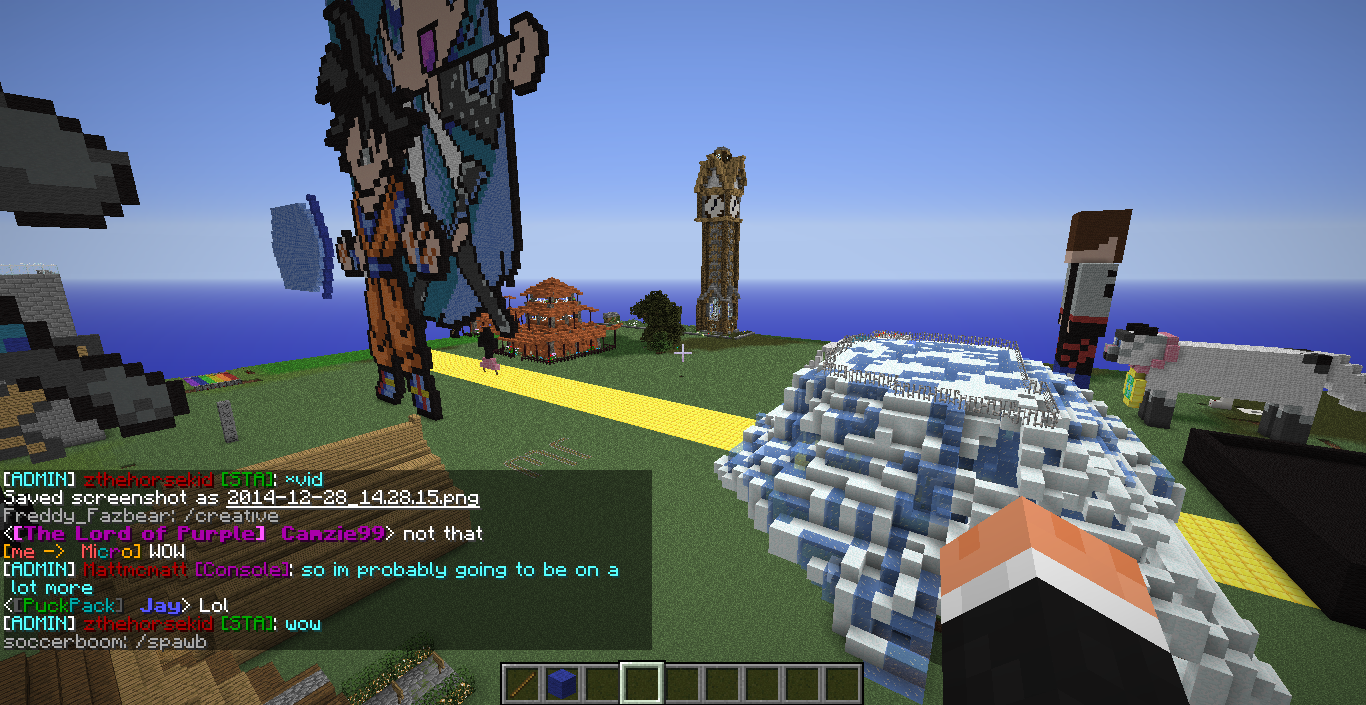 [ADMIN] zthehorsekid [STA]: *vid
Saved screenshot as 2014-12-28_14.28.15.png
Freddy_Fazbear: /creative
<[The Lord of Purple] Camzie99> not that
[me -> Micro] WOW
[ADMIN] Mattmcmatt [Console]: so im probably going to be on a
lot more
<[PuckPack] Jay> Lol
[ADMIN] zthehorsekid [STA]: wow
soccerboom: /spawb